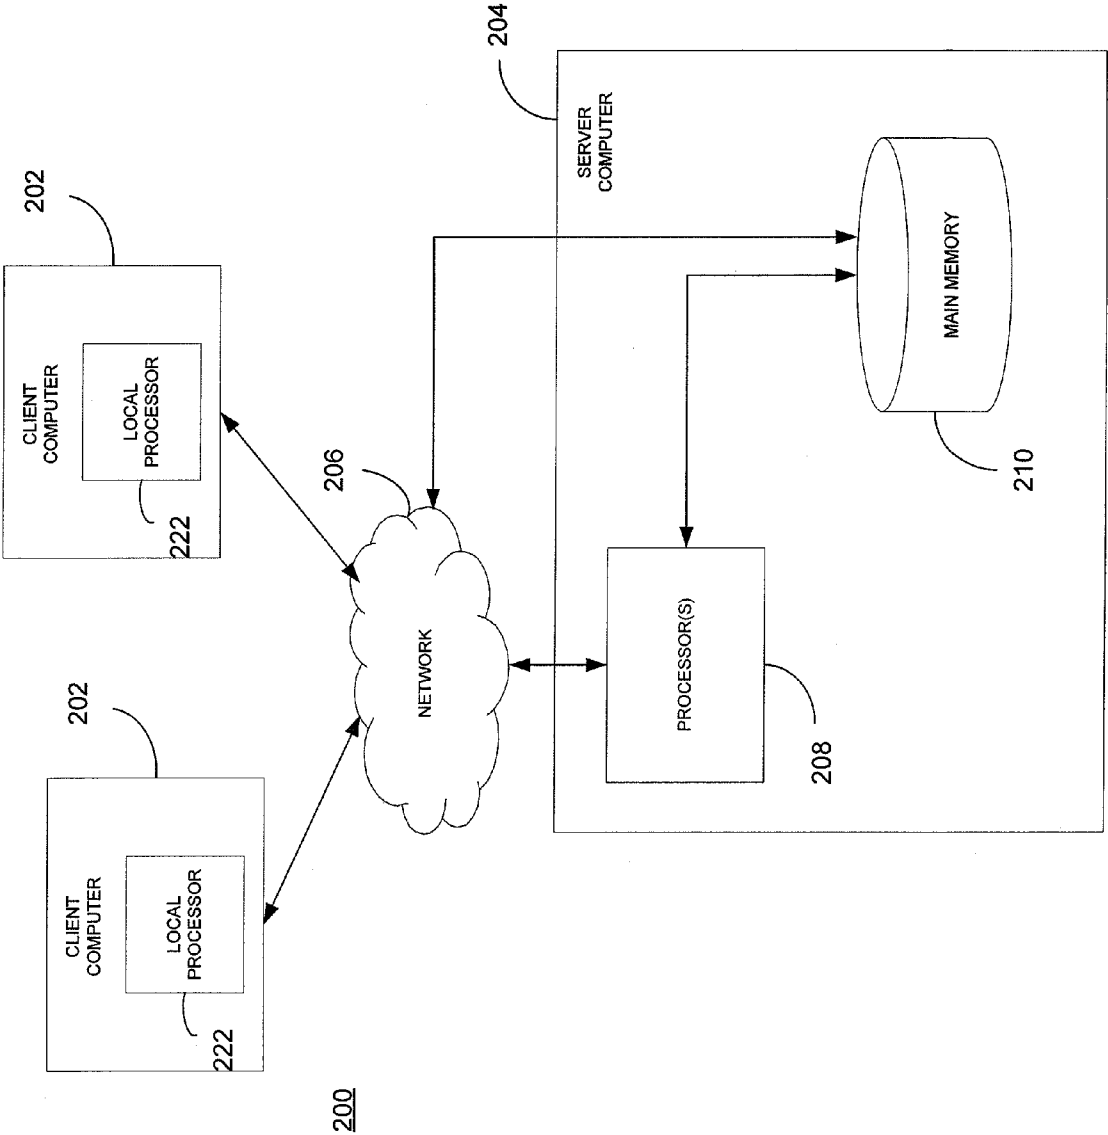 200
202
CLIENT
COMPUTER
LOCAL
PROCESSOR
222
202
CLIENT
COMPUTER
LOCAL
PROCESSOR
222
206
NETWORK
204
SERVER
COMPUTER
PROCESSOR(S)
208
MAIN MEMORY
210